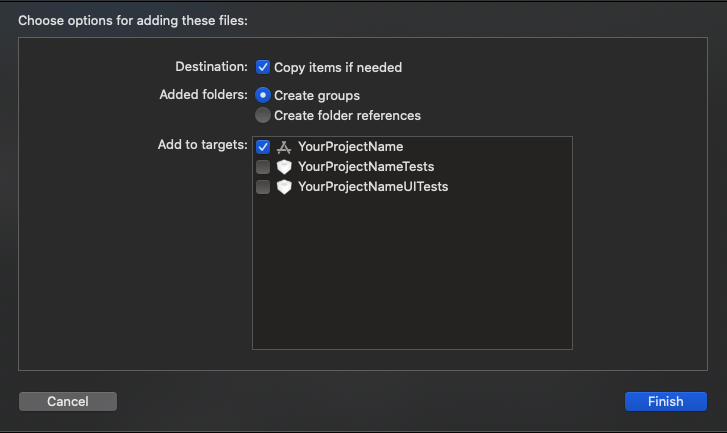 Choose options for adding these files:
Destination: Copy items if needed
Added folders: Create groups
Create folder references
Add to targets: YourProjectName
YourProjectNameTests
YourProjectNameUITests
Cancel Finish